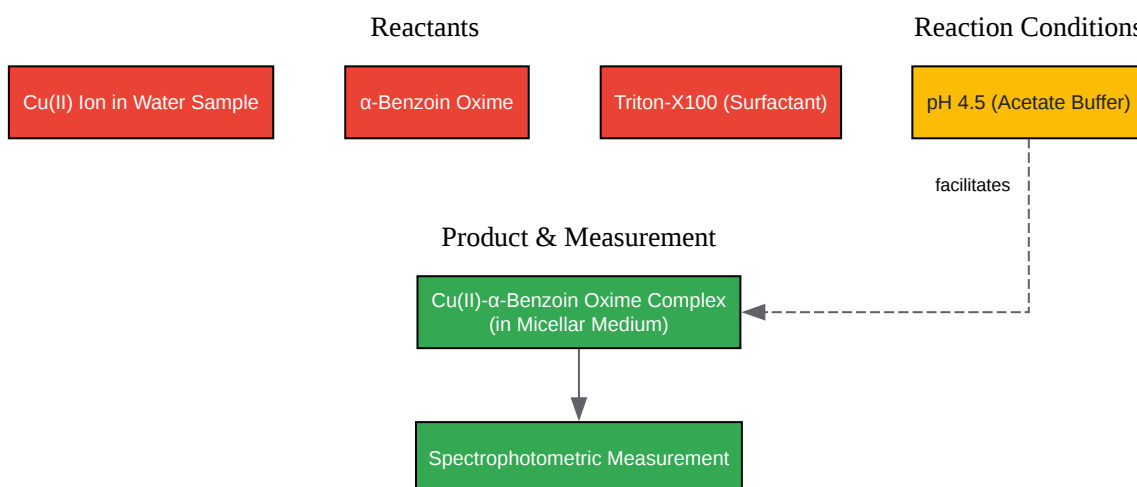 Reactants
Reaction Conditions
Cu(II) Ion in Water Sample
α-Benzoin Oxime
Triton-X100 (Surfactant)
pH 4.5 (Acetate Buffer)
facilitates
Product & Measurement
Cu(II)-α-Benzoin Oxime Complex
(in Micellar Medium)
Spectrophotometric Measurement